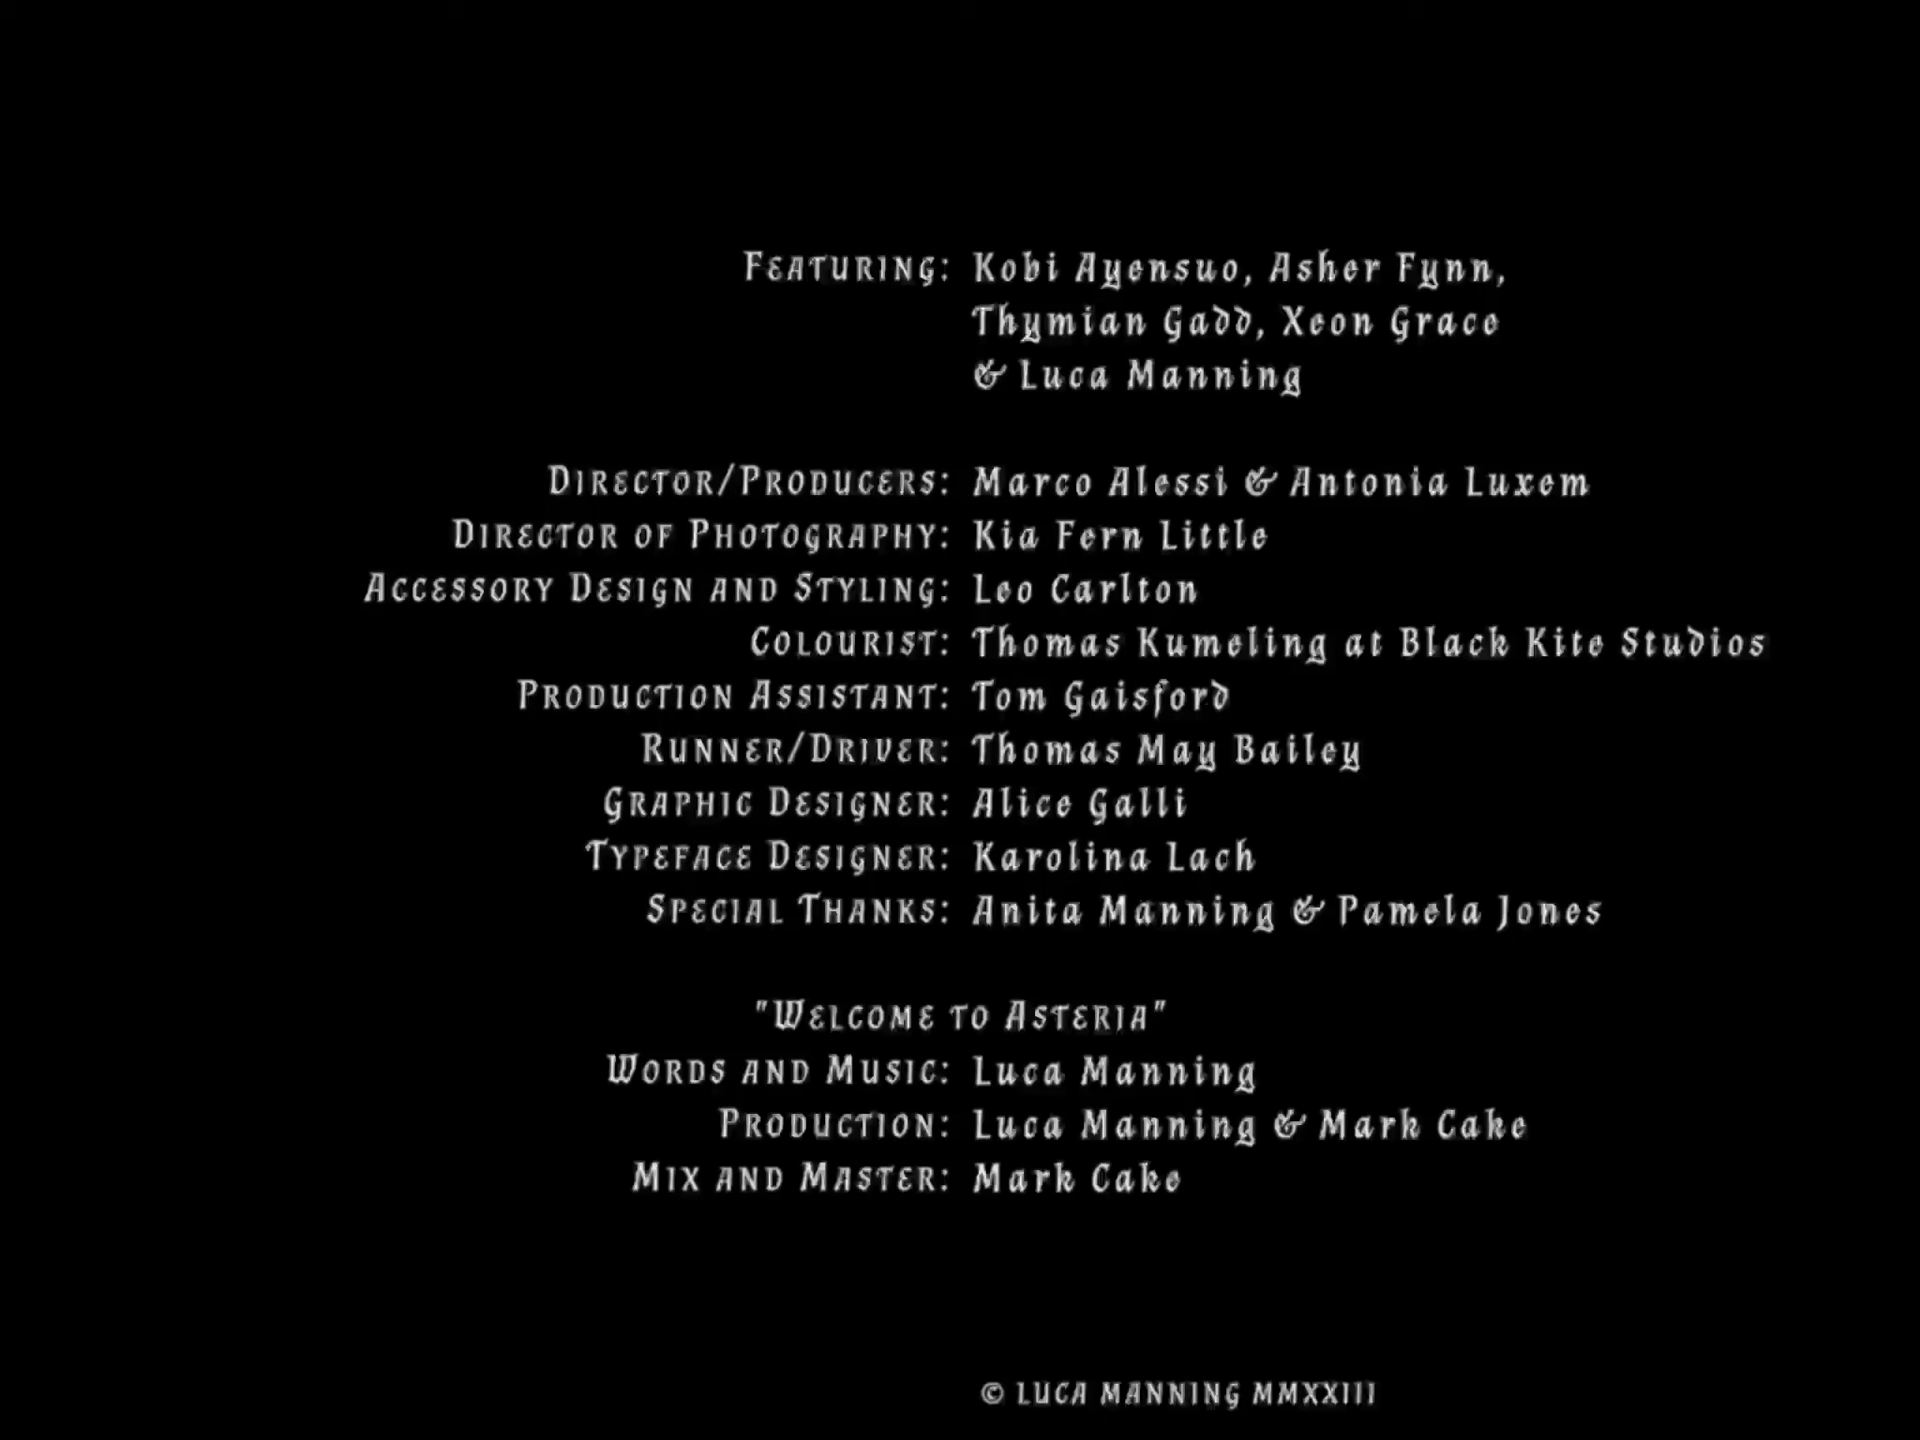 Featuring: Kobi Ayensuo, Asher Fynn,
Thymian Gadd, Xeon Grace
& Luca Manning
Director/Producers: Marco Alessi & Antonia Luxem
Director of Photography: Kia Fern Little
Accessory Design and Styling: Leo Carlton
Colourist: Thomas Kumeling at Black Kite Studios
Production Assistant: Tom Gaisford
Runner/Driver: Thomas May Bailey
Graphic Designer: Alice Galli
Typeface Designer: Karolina Lach
Special Thanks: Anita Manning & Pamela Jones
"Welcome to Asteria"
Words and Music: Luca Manning
Production: Luca Manning & Mark Cake
Mix and Master: Mark Cake
© LUCA MANNING MMXXIII